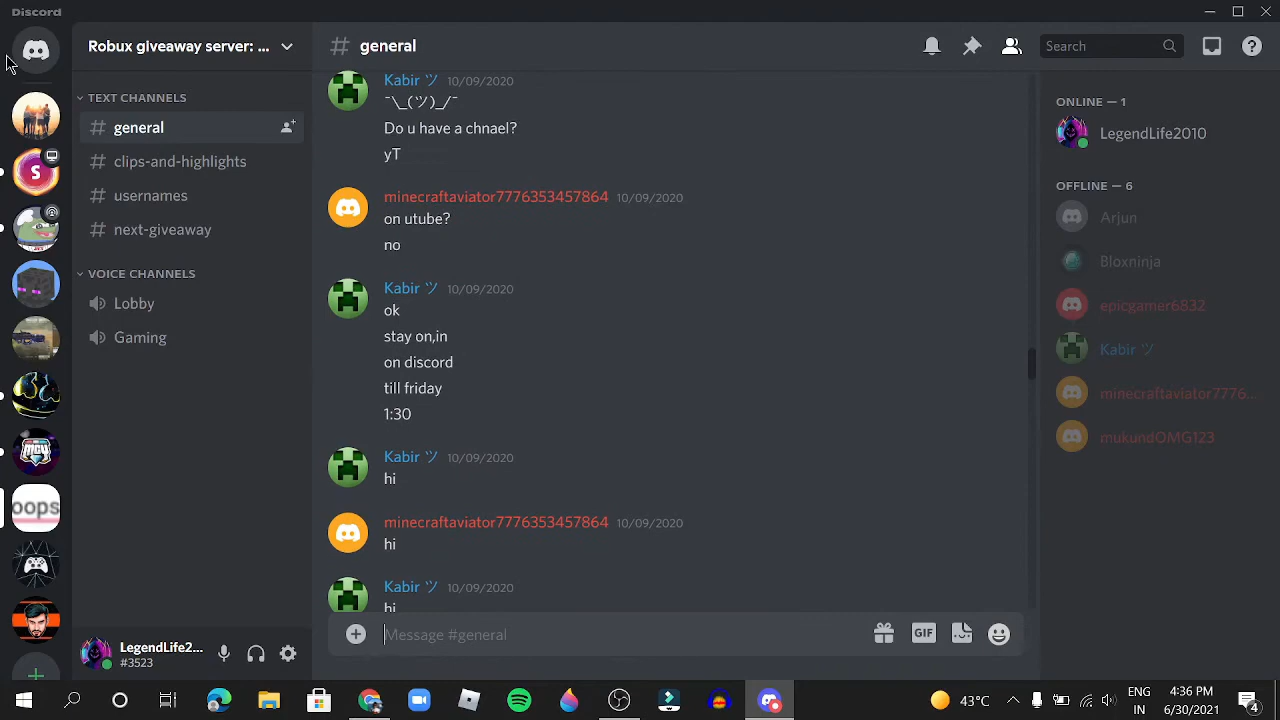 Discord
Robux giveaway server: ...
TEXT CHANNELS
# general
# clips-and-highlights
# usernames
# next-giveaway
VOICE CHANNELS
Lobby
Gaming
oops
LegendLife2...
#3523
# general
Search
Kabir ツ 10/09/2020
¯\_(ツ)_/¯
Do u have a chnael?
yT
minecraftaviator7776353457864 10/09/2020
on utube?
no
Kabir ツ 10/09/2020
ok
stay on,in
on discord
till friday
1:30
Kabir ツ 10/09/2020
hi
minecraftaviator7776353457864 10/09/2020
hi
Kabir ツ 10/09/2020
hi
Message #general
GIF
ONLINE — 1
LegendLife2010
OFFLINE — 6
Arjun
Bloxninja
epicgamer6832
Kabir ツ
minecraftaviator7776...
mukundOMG123
43°C
ENG
IN
4:36 PM
6/30/2021
4